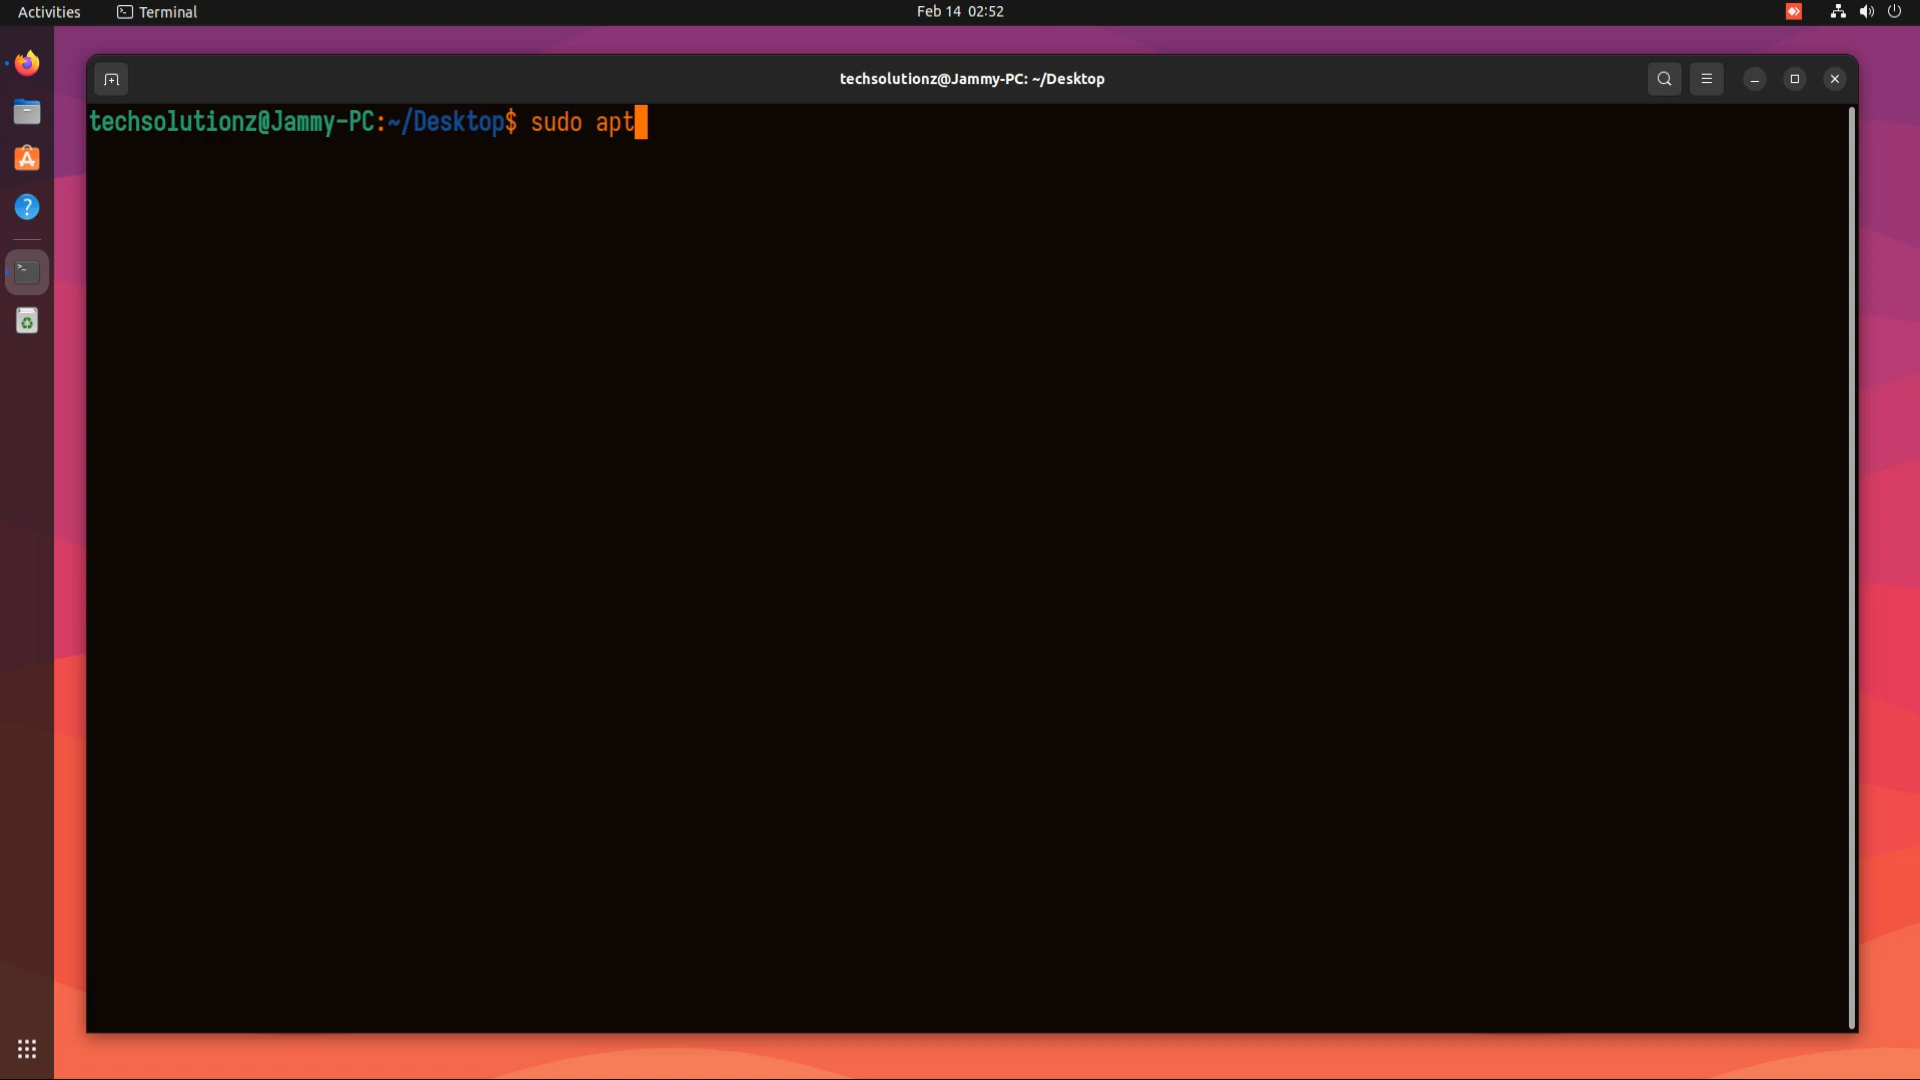 Activities
Terminal
Feb 14 02:52
techsolutionz@Jammy-PC: ~/Desktop
techsolutionz@Jammy-PC:~/Desktop$ sudo apt